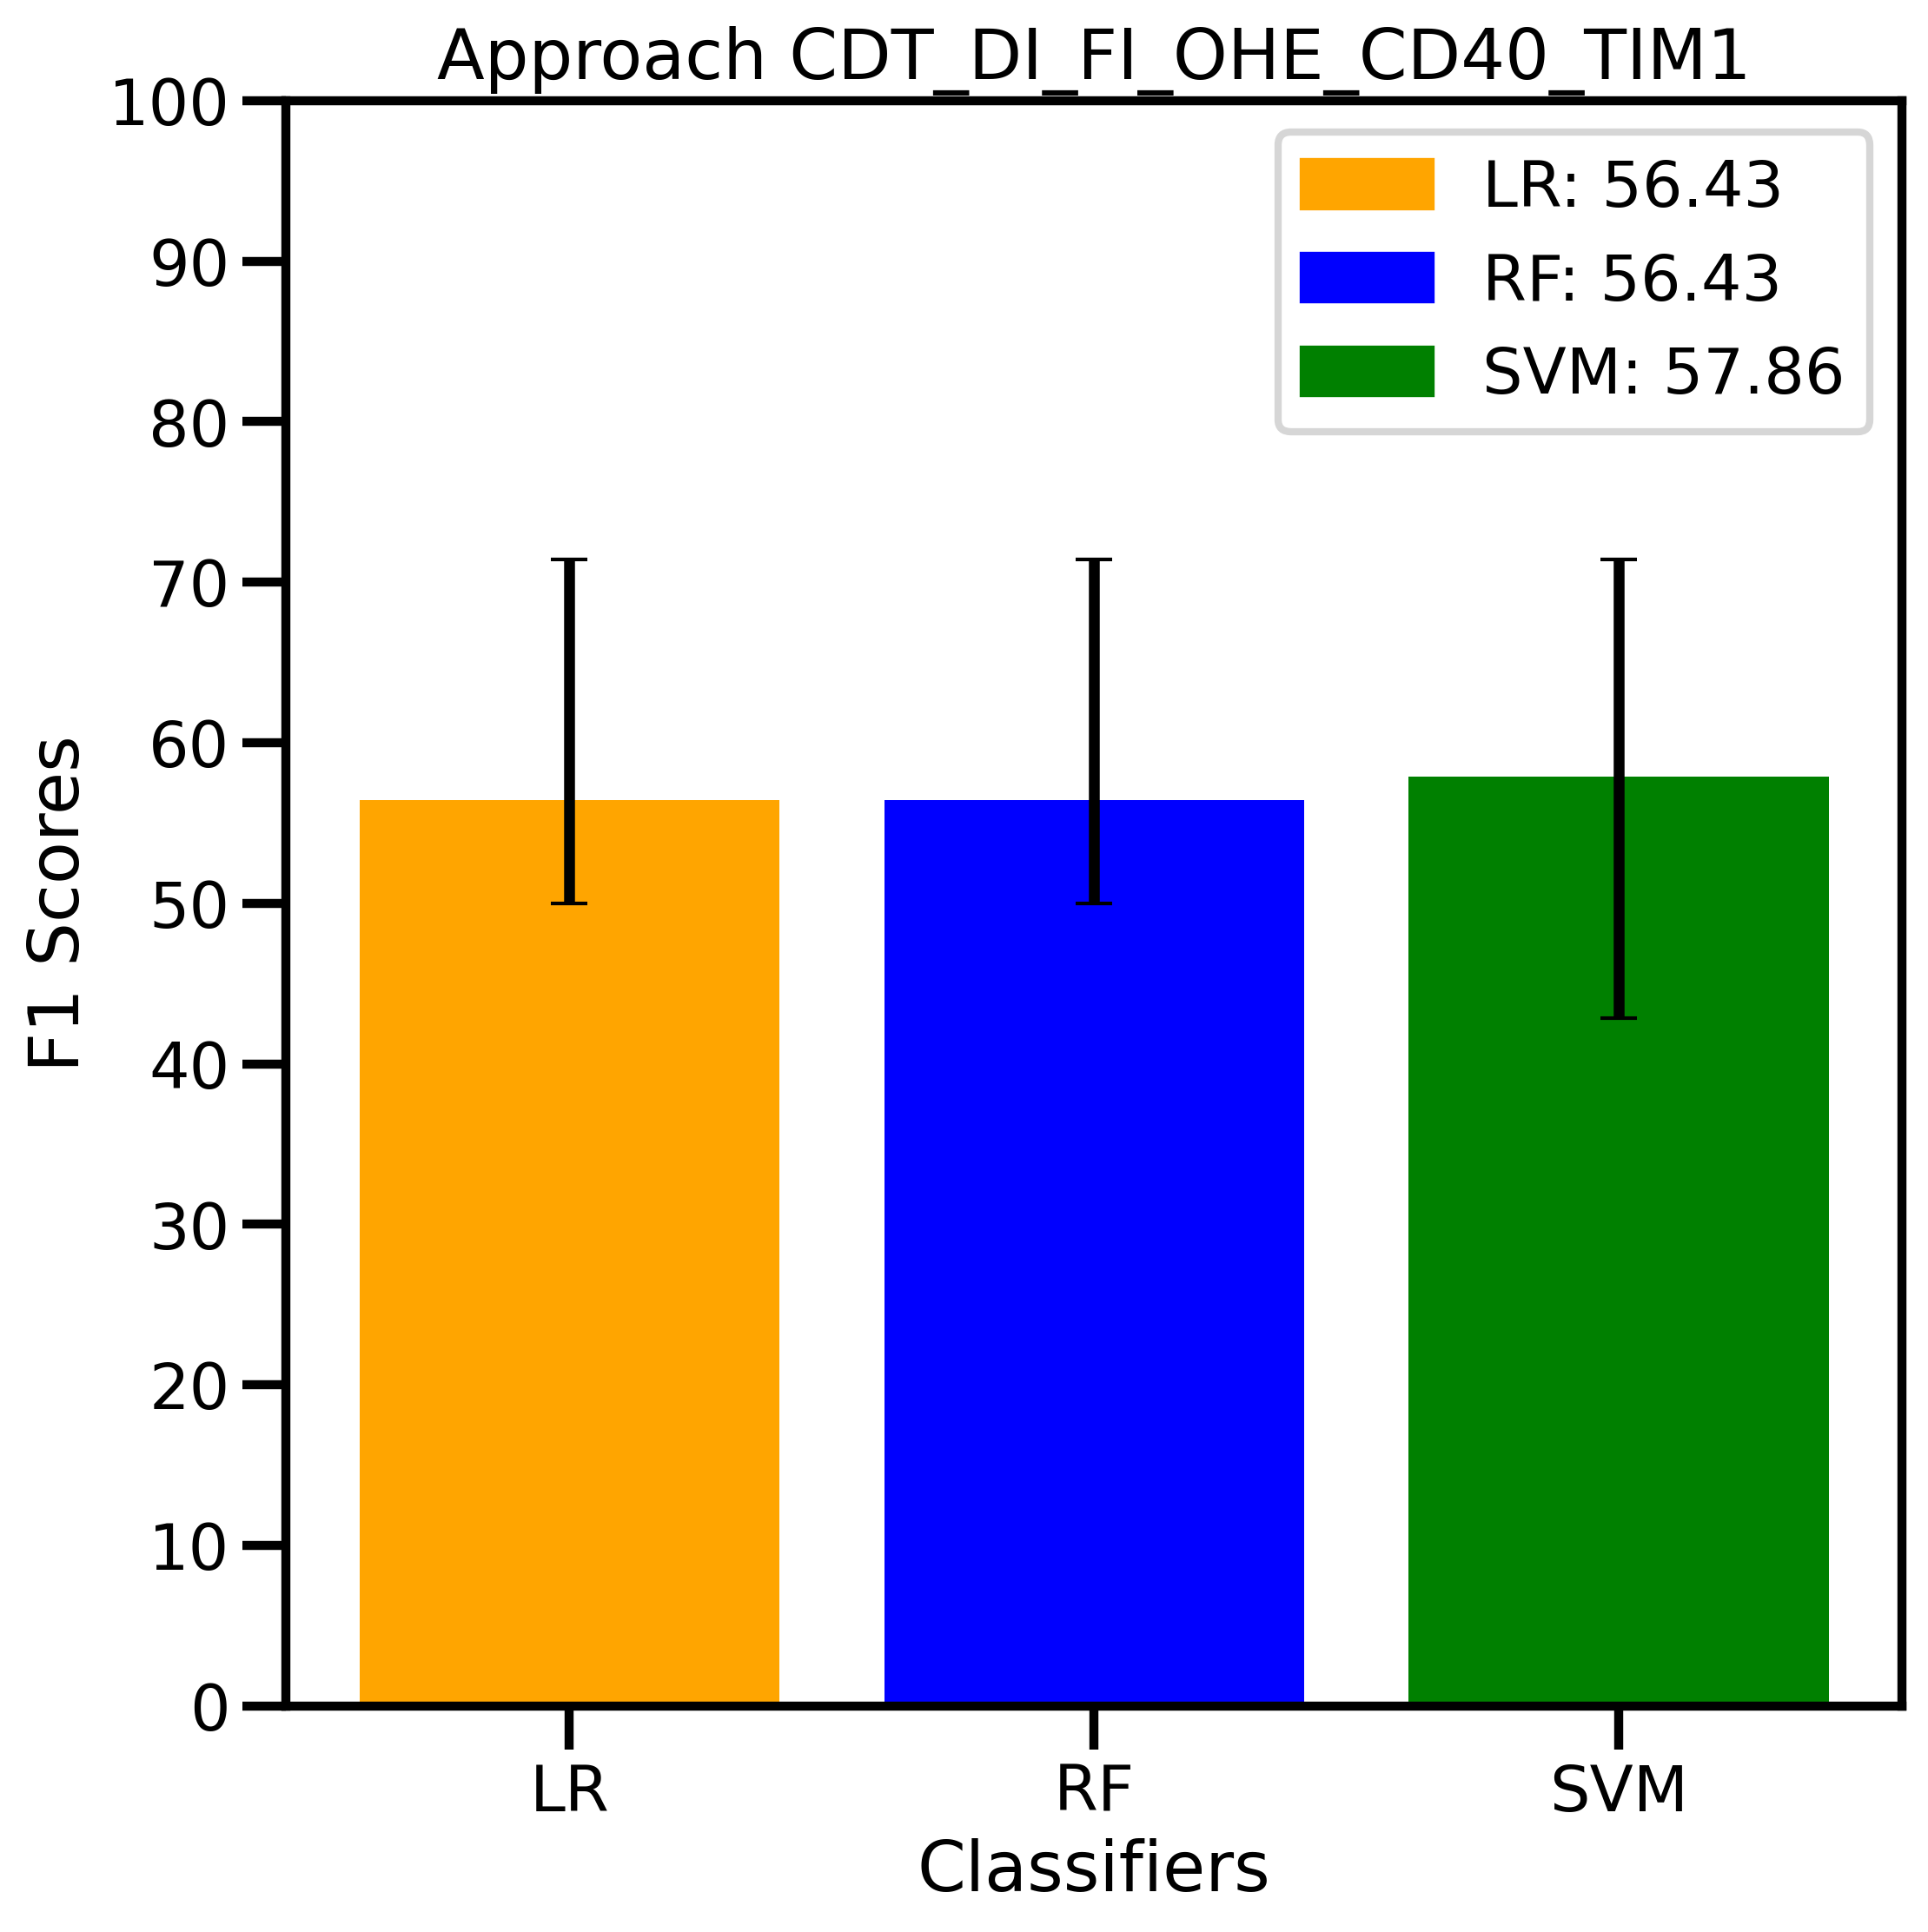 Approach CDT_DI_FI_OHE_CD40_TIM1
LR: 56.43
RF: 56.43
SVM: 57.86
F1 Scores
100
90
80
70
60
50
40
30
20
10
0
LR
RF
SVM
Classifiers